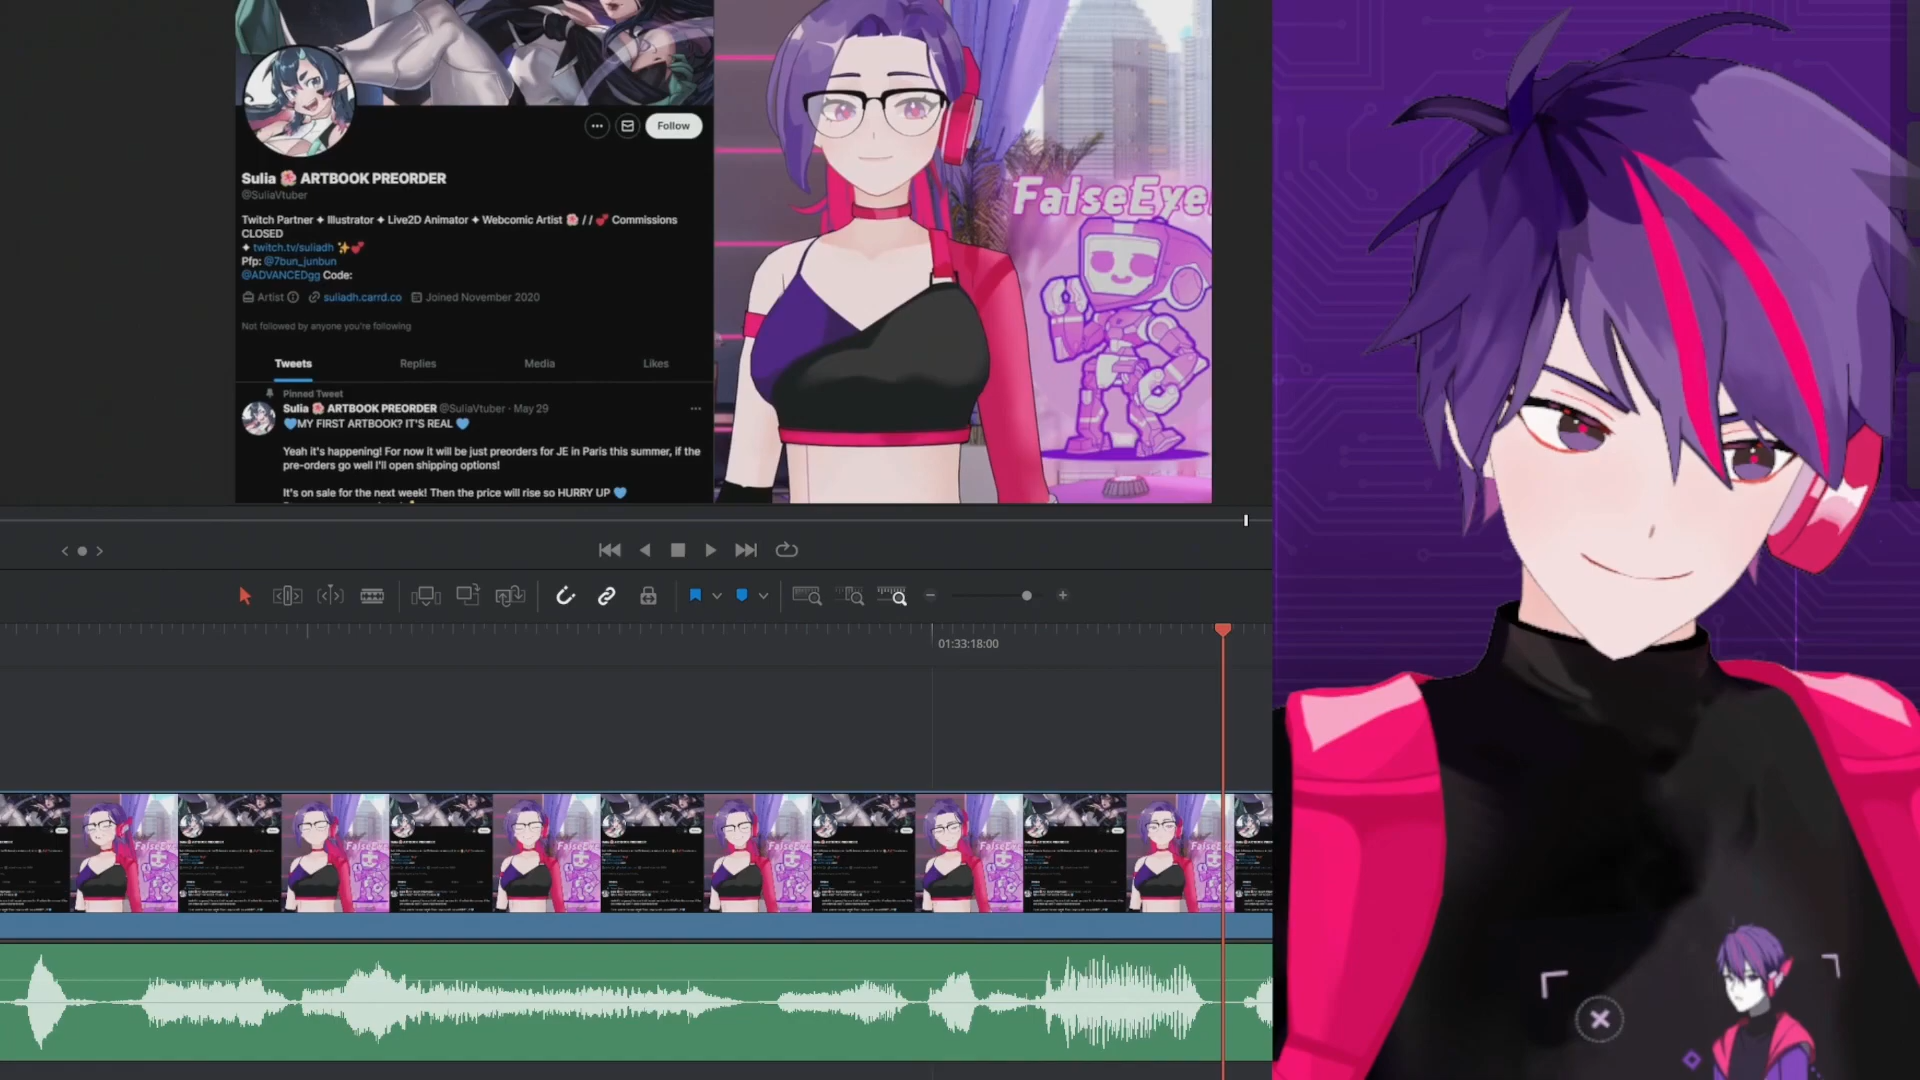 Follow
Sulia 🌺 ARTBOOK PREORDER
@SuliaVtuber
Twitch Partner ✦ Illustrator ✦ Live2D Animator ✦ Webcomic Artist 🌺 // 💕 Commissions
CLOSED
✦ twitch.tv/suliadh ✨💕
Pfp: @7bun_junbun
@ADVANCEDgg Code:
Artist suliadh.carrd.co Joined November 2020
Not followed by anyone you're following
Tweets Replies Media Likes
Pinned Tweet
Sulia 🌺 ARTBOOK PREORDER @SuliaVtuber · May 29
💙MY FIRST ARTBOOK? IT'S REAL 💙
Yeah it's happening! For now it will be just preorders for JE in Paris this summer, if the
pre-orders go well I'll open shipping options!
It's on sale for the next week! Then the price will rise so HURRY UP 💙
FalseEye
01:33:18:00